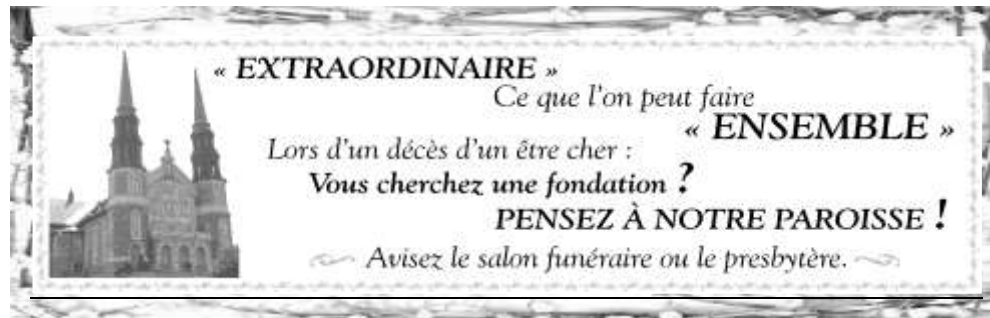 « EXTRAORDINAIRE »
Ce que l'on peut faire
« ENSEMBLE »
Lors d'un décès d'un être cher :
Vous cherchez une fondation ?
PENSEZ À NOTRE PAROISSE !
Avisez le salon funéraire ou le presbytère.